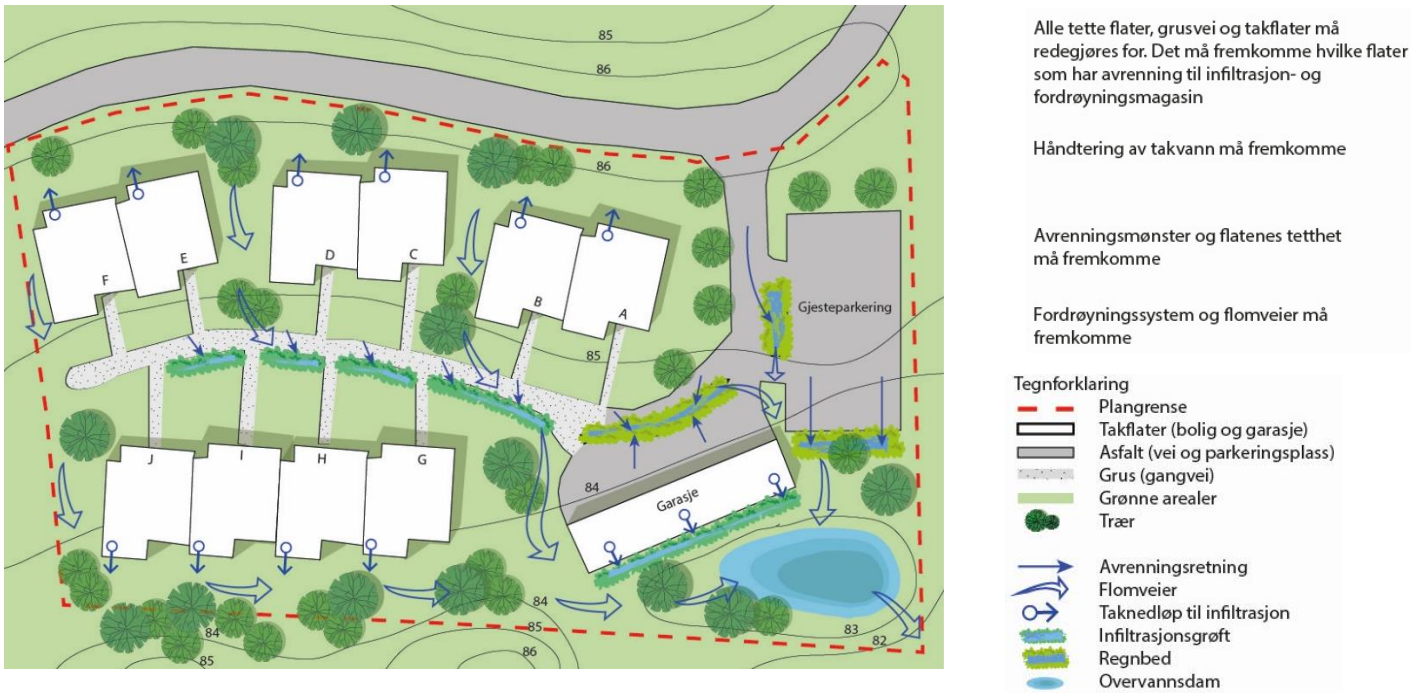 85
86
86
F
E
D
C
B
A
Gjesteparkering
85
J
I
H
G
84
Garasje
84
85
86
84
85
83
82
Alle tette flater, grusvei og takflater må
redegjøres for. Det må fremkomme hvilke flater
som har avrenning til infiltrasjon- og
fordrøyningsmagasin
Håndtering av takvann må fremkomme
Avrenningsmønster og flatenes tetthet
må fremkomme
Fordrøyningssystem og flomveier må
fremkomme
Tegnforklaring
Plangrense
Takflater (bolig og garasje)
Asfalt (vei og parkeringsplass)
Grus (gangvei)
Grønne arealer
Trær
Avrenningsretning
Flomveier
Taknedløp til infiltrasjon
Infiltrasjonsgrøft
Regnbed
Overvannsdam